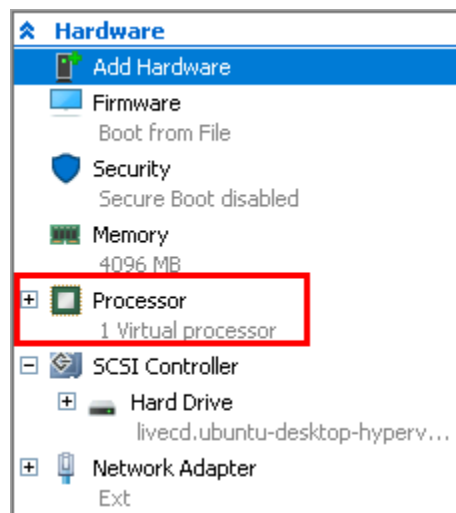 Hardware
Add Hardware
Firmware
Boot from File
Security
Secure Boot disabled
Memory
4096 MB
Processor
1 Virtual processor
SCSI Controller
Hard Drive
livecd.ubuntu-desktop-hyperv...
Network Adapter
Ext